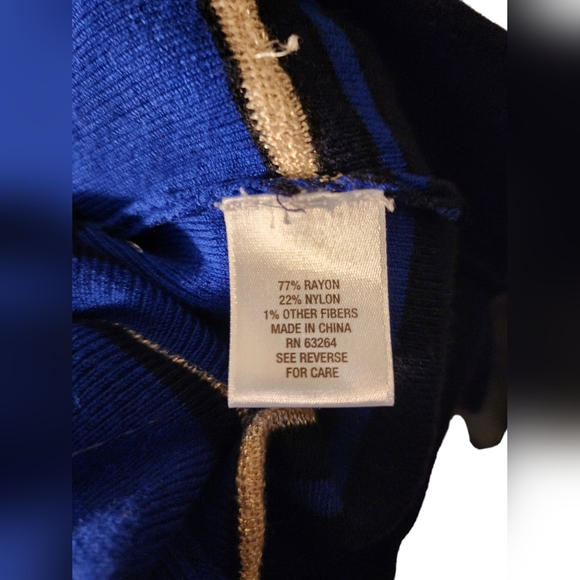 77% RAYON
22% NYLON
1% OTHER FIBERS
MADE IN CHINA
RN 63264
SEE REVERSE
FOR CARE